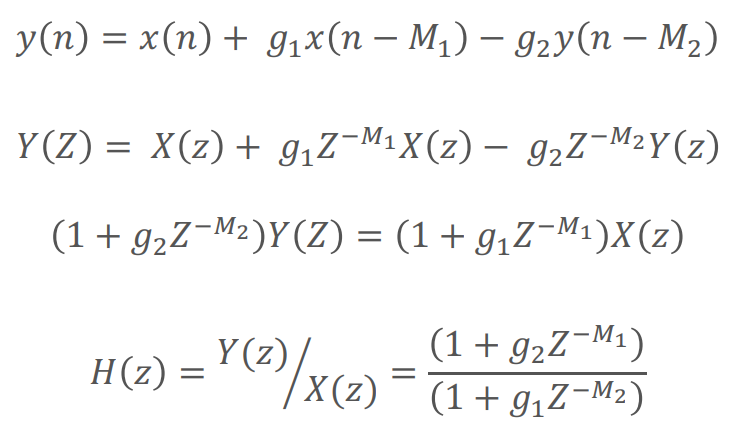 y(n) = x(n) + g₁x(n − M₁) − g₂y(n − M₂)
Y(Z) = X(z) + g₁Z^{−M₁}X(z) − g₂Z^{−M₂}Y(z)
(1 + g₂Z^{−M₂})Y(Z) = (1 + g₁Z^{−M₁})X(z)
H(z) = Y(z)/X(z) = (1 + g₂Z^{−M₁})/(1 + g₁Z^{−M₂})